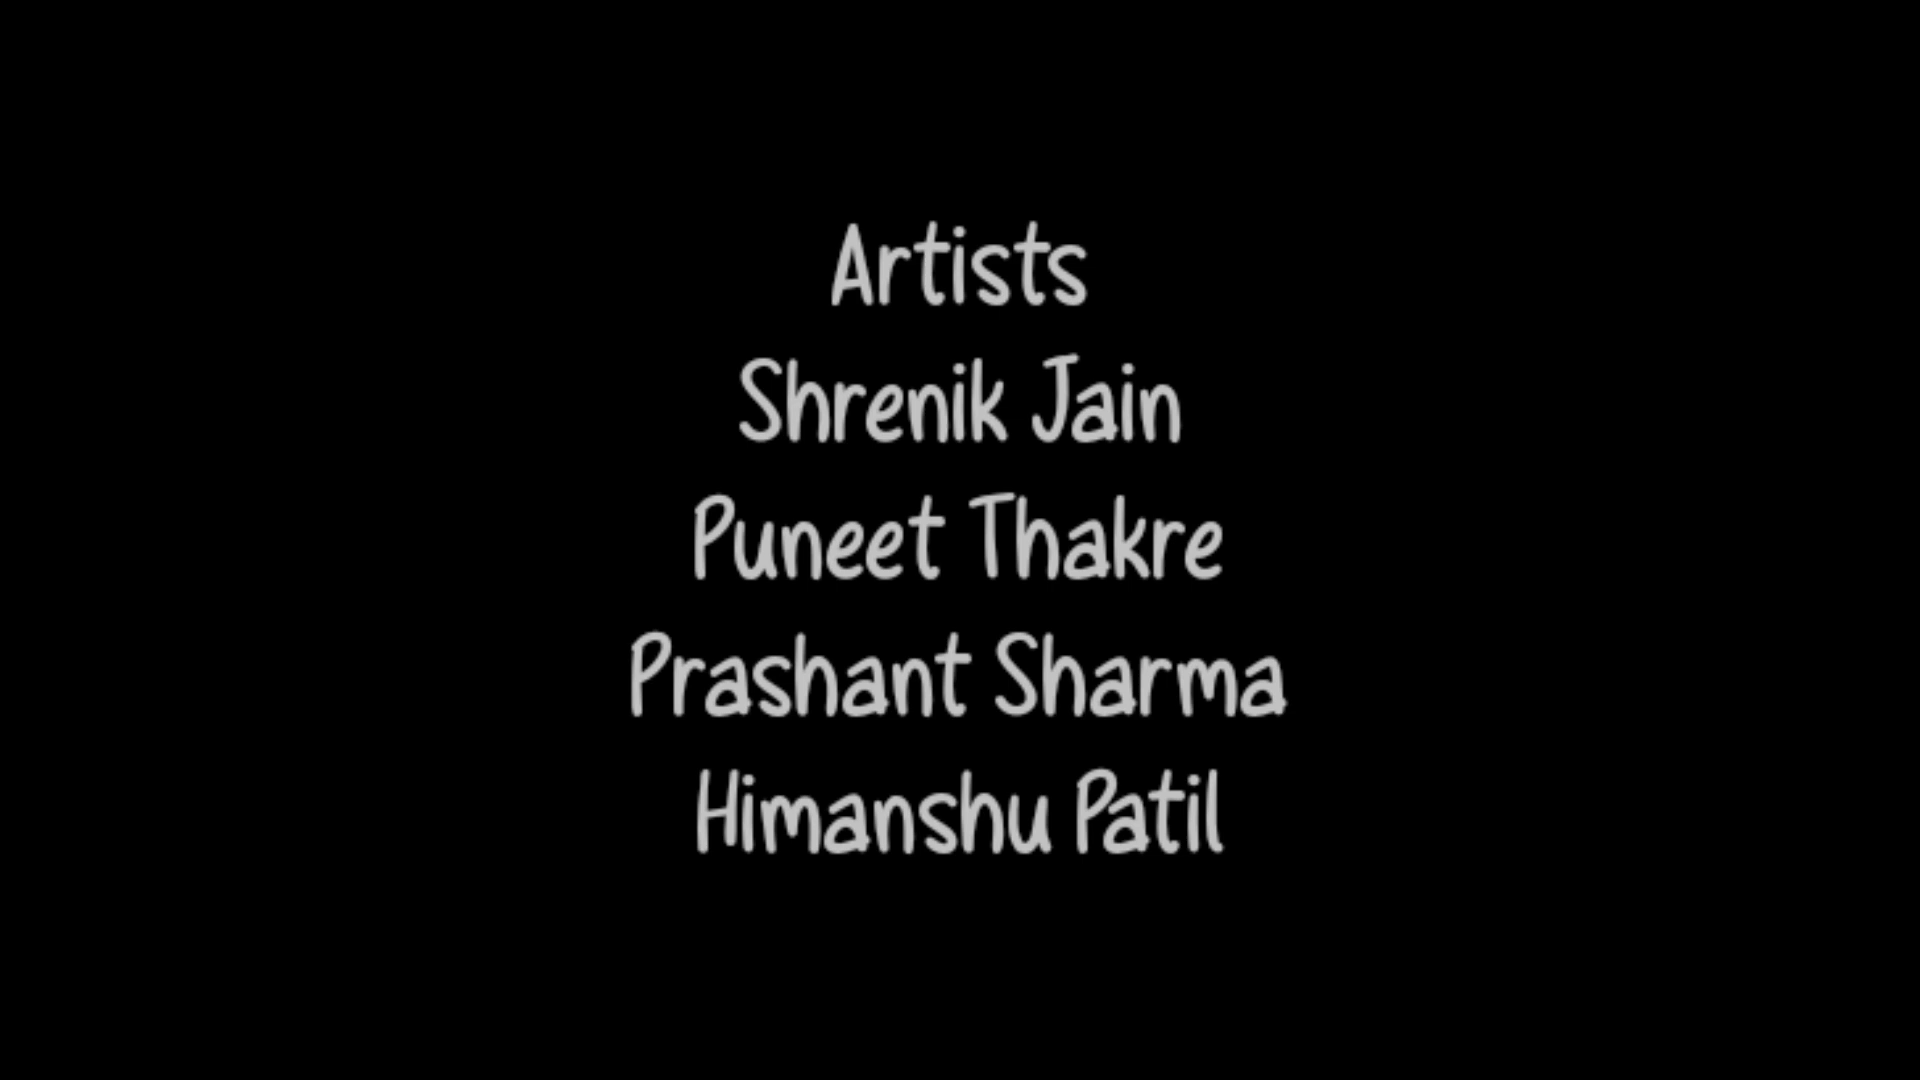 Artists
Shrenik Jain
Puneet Thakre
Prashant Sharma
Himanshu Patil